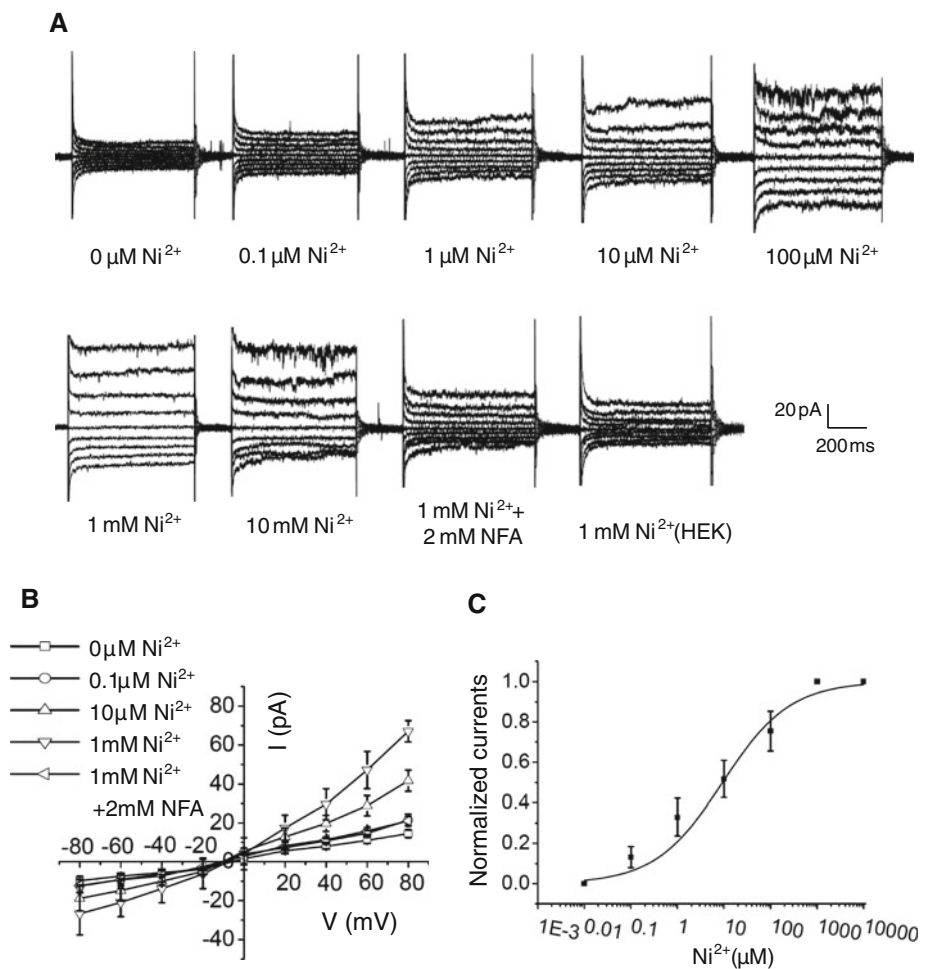 A
0 μM Ni²⁺ 0.1 μM Ni²⁺ 1 μM Ni²⁺ 10 μM Ni²⁺ 100 μM Ni²⁺
20 pA
200 ms
1 mM Ni²⁺ 10 mM Ni²⁺ 1 mM Ni²⁺+ 1 mM Ni²⁺(HEK)
2 mM NFA
B
0 μM Ni²⁺
0.1μM Ni²⁺
10μM Ni²⁺
1mM Ni²⁺
1mM Ni²⁺
+2mM NFA
I (pA)
80
60
40
20
0
-20
-40
-80 -60 -40 -20
20 40 60 80
V (mV)
C
Normalized currents
1.0
0.8
0.6
0.4
0.2
0.0
1E-3 0.01 0.1 1 10 100 1000 10000
Ni²⁺(μM)